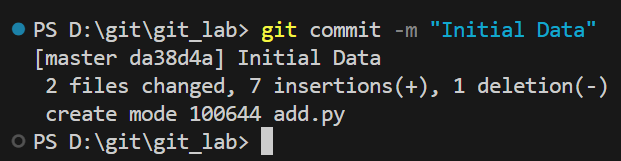 PS D:\git\git_lab> git commit -m "Initial Data"
[master da38d4a] Initial Data
 2 files changed, 7 insertions(+), 1 deletion(-)
 create mode 100644 add.py
PS D:\git\git_lab>